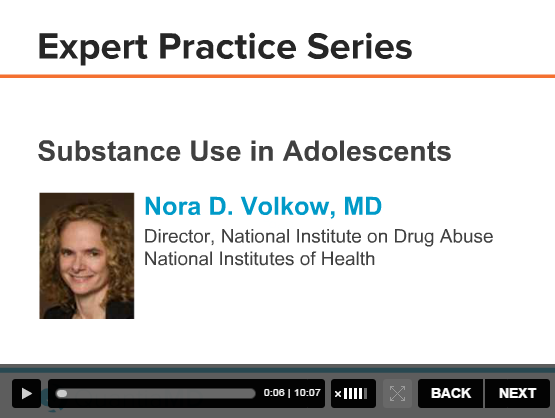 Expert Practice Series
Substance Use in Adolescents
Nora D. Volkow, MD
Director, National Institute on Drug Abuse
National Institutes of Health
0:06 | 10:07
BACK
NEXT